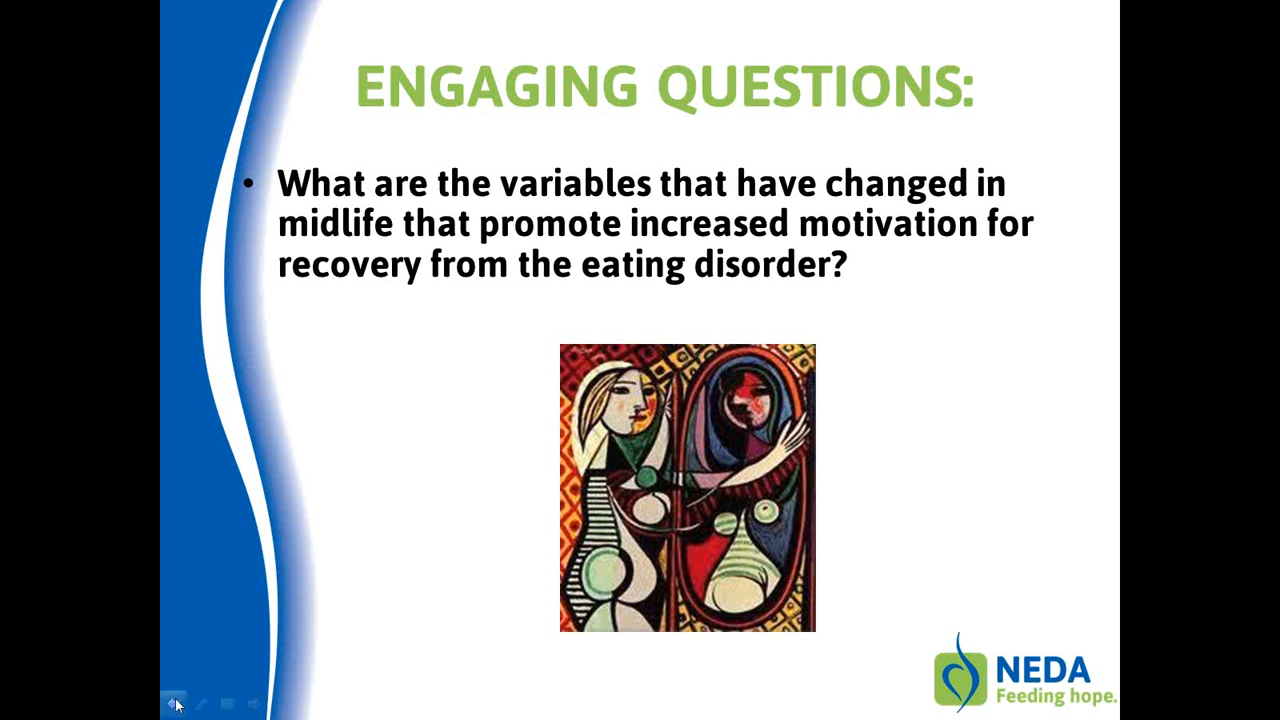 ENGAGING QUESTIONS:
• What are the variables that have changed in
midlife that promote increased motivation for
recovery from the eating disorder?
NEDA
Feeding hope.